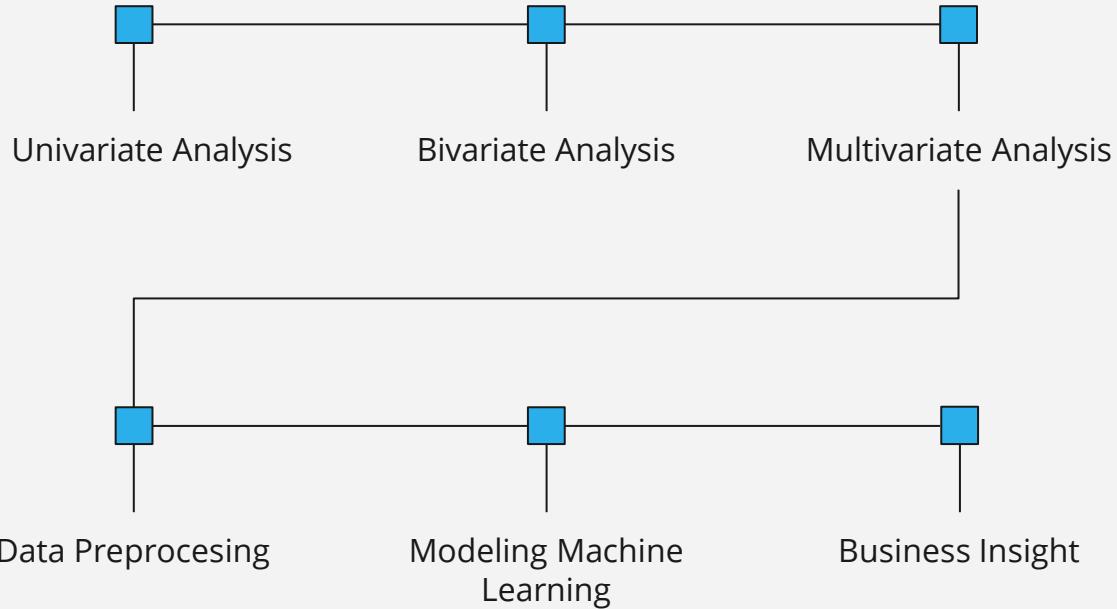 Univariate Analysis
Bivariate Analysis
Multivariate Analysis
Data Preprocesing
Modeling Machine
Learning
Business Insight